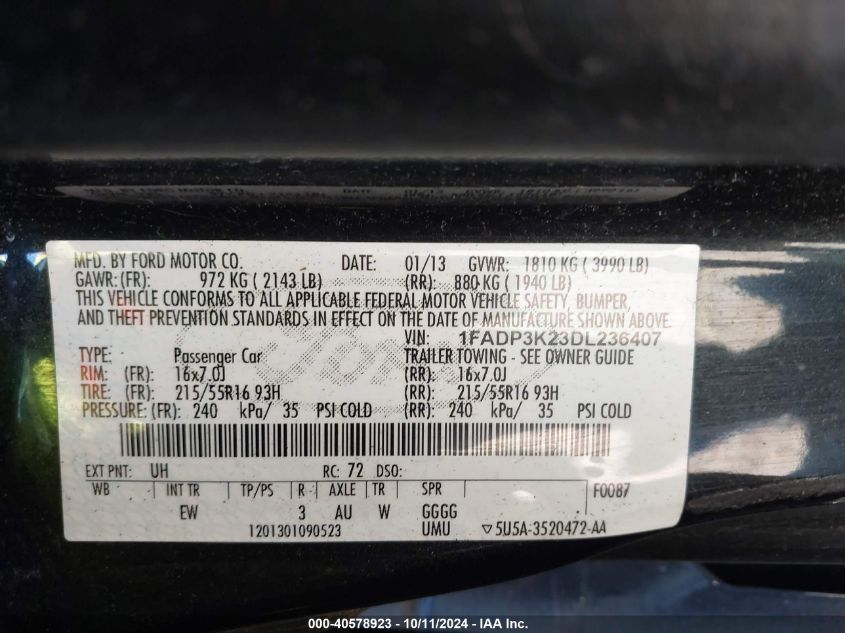 MFD. BY FORD MOTOR CO. DATE: 01/13 GVWR: 1810 KG ( 3990 LB)
GAWR: (FR): 972 KG ( 2143 LB) (RR): 880 KG ( 1940 LB)
THIS VEHICLE CONFORMS TO ALL APPLICABLE FEDERAL MOTOR VEHICLE SAFETY, BUMPER,
AND THEFT PREVENTION STANDARDS IN EFFECT ON THE DATE OF MANUFACTURE SHOWN ABOVE.
VIN: 1FADP3K23DL236407
TYPE: Passenger Car TRAILER TOWING - SEE OWNER GUIDE
RIM: (FR): 16x7.0J (RR): 16x7.0J
TIRE: (FR): 215/55R16 93H (RR): 215/55R16 93H
PRESSURE: (FR): 240 kPa/ 35 PSI COLD (RR): 240 kPa/ 35 PSI COLD
EXT PNT: UH RC: 72 DSO:
WB INT TR TP/PS R AXLE TR SPR F0087
EW 3 AU W GGGG
1201301090523 UMU ▽5U5A-3520472-AA
000-40578923 - 10/11/2024 - IAA Inc.